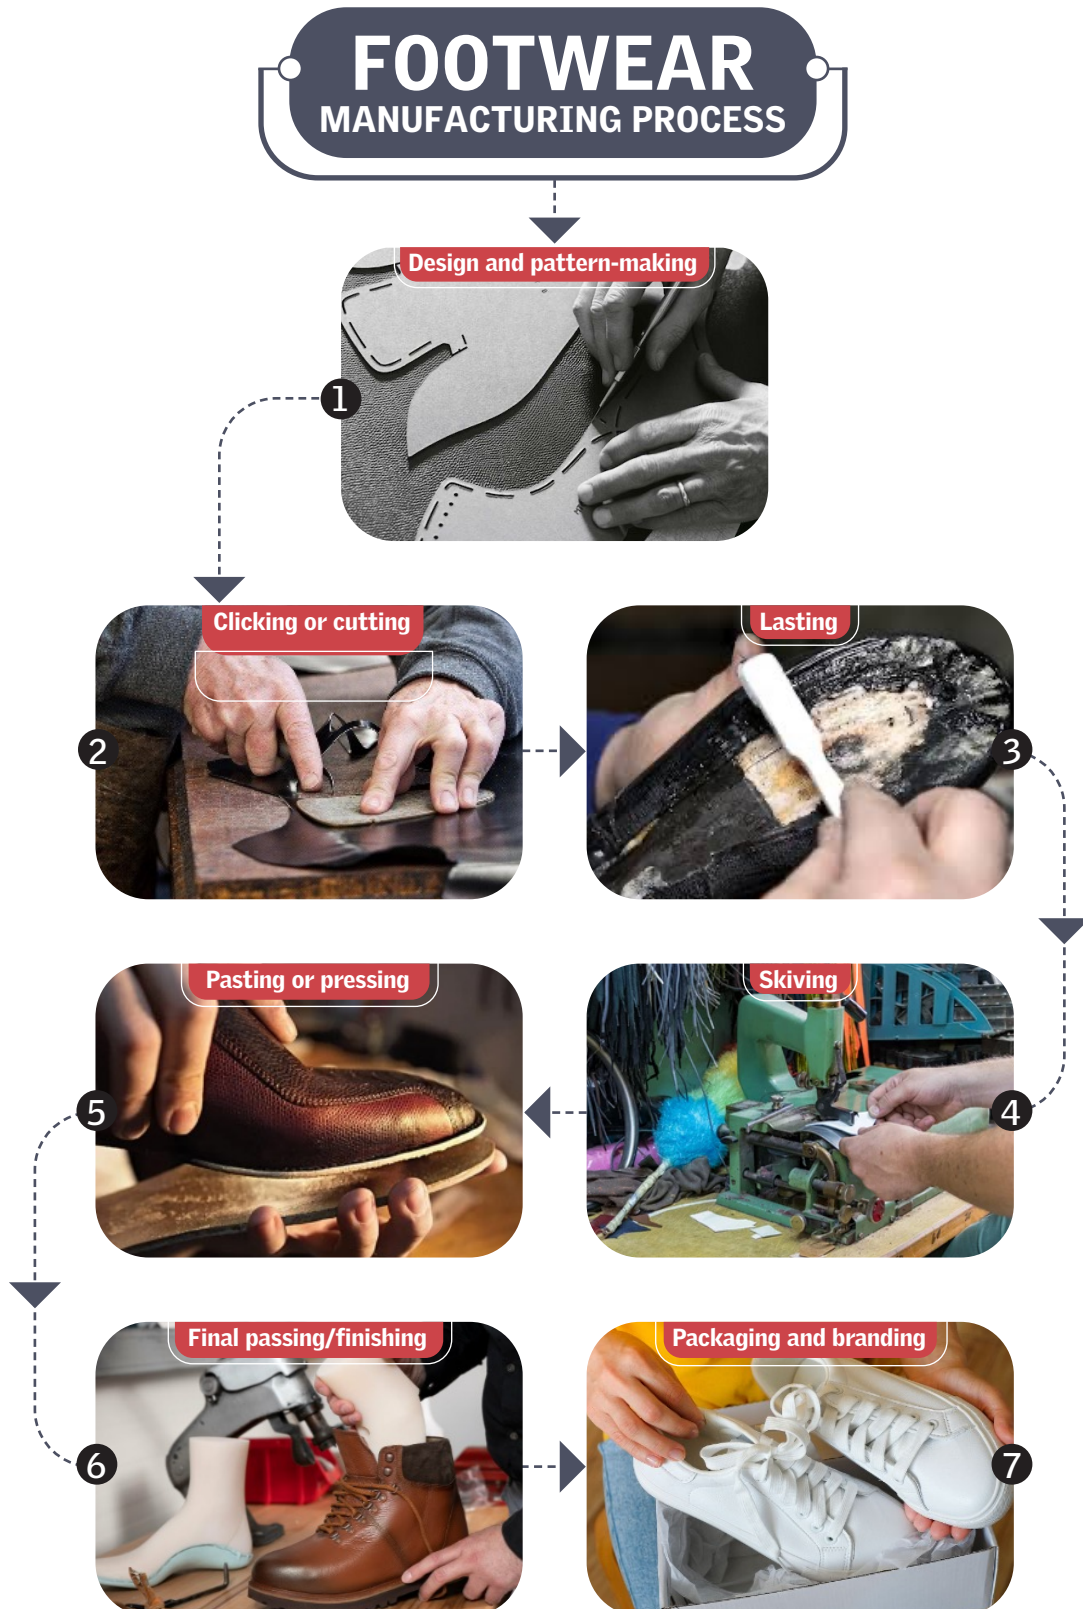 FOOTWEAR
MANUFACTURING PROCESS
Design and pattern-making
1
Clicking or cutting
2
Lasting
3
Skiving
4
Pasting or pressing
5
Final passing/finishing
6
Packaging and branding
7